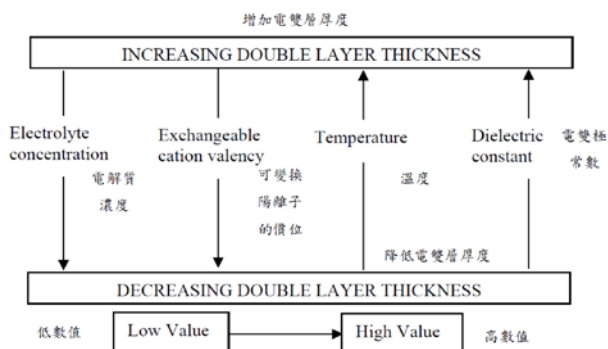 增加電雙層厚度
INCREASING DOUBLE LAYER THICKNESS
Electrolyte
concentration
電解質
濃度
Exchangeable
cation valency
可變換
陽離子
的價位
Temperature
溫度
Dielectric
constant
電雙極
常數
降低電雙層厚度
DECREASING DOUBLE LAYER THICKNESS
低數值
Low Value
High Value
高數值